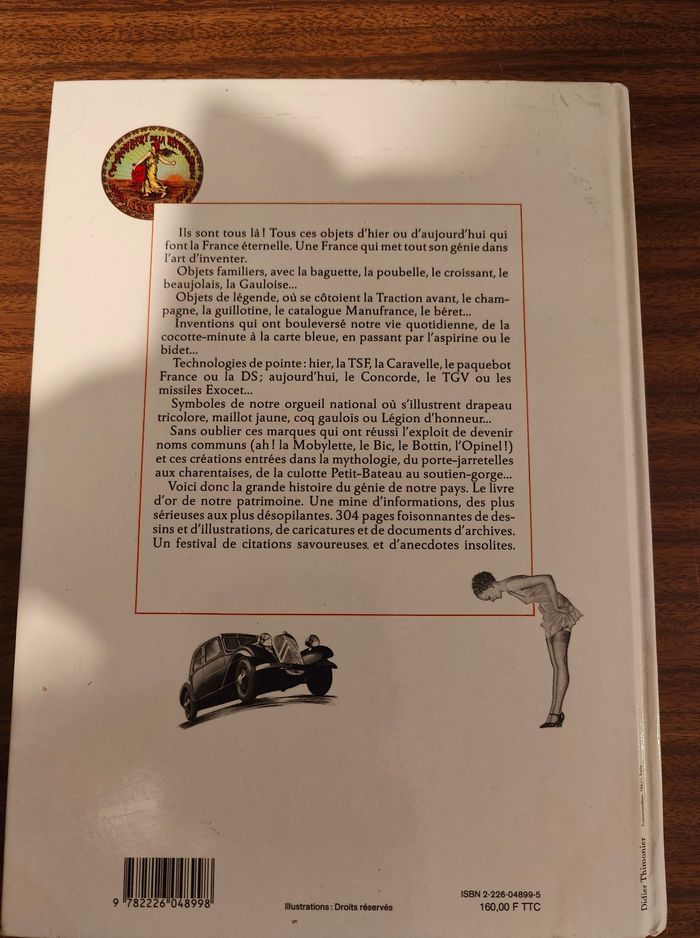 Ils sont tous là ! Tous ces objets d'hier ou d'aujourd'hui qui
font la France éternelle. Une France qui met tout son génie dans
l'art d'inventer.
Objets familiers, avec la baguette, la poubelle, le croissant, le
beaujolais, la Gauloise...
Objets de légende, où se côtoient la Traction avant, le cham-
pagne, la guillotine, le catalogue Manufrance, le béret...
Inventions qui ont bouleversé notre vie quotidienne, de la
cocotte-minute à la carte bleue, en passant par l'aspirine ou le
bidet...
Technologies de pointe : hier, la TSF, la Caravelle, le paquebot
France ou la DS ; aujourd'hui, le Concorde, le TGV ou les
missiles Exocet...
Symboles de notre orgueil national où s'illustrent drapeau
tricolore, maillot jaune, coq gaulois ou Légion d'honneur...
Sans oublier ces marques qui ont réussi l'exploit de devenir
noms communs (ah ! la Mobylette, le Bic, le Bottin, l'Opinel !)
et ces créations entrées dans la mythologie, du porte-jarretelles
aux charentaises, de la culotte Petit-Bateau au soutien-gorge...
Voici donc la grande histoire du génie de notre pays. Le livre
d'or de notre patrimoine. Une mine d'informations, des plus
sérieuses aux plus désopilantes. 304 pages foisonnantes de des-
sins et d'illustrations, de caricatures et de documents d'archives.
Un festival de citations savoureuses et d'anecdotes insolites.
9 782226 048998
Illustrations : Droits réservés
ISBN 2-226-04899-5
160,00 F TTC
Didier Thimonier